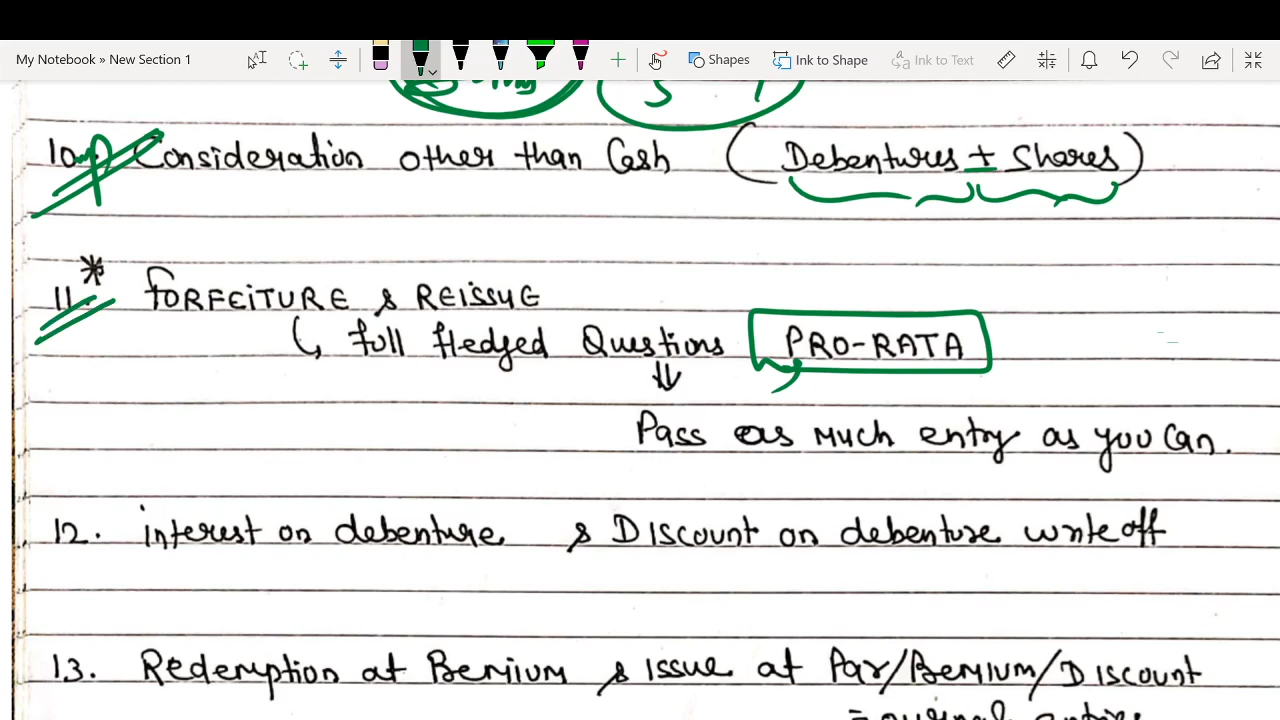 My Notebook » New Section 1
Shapes
Ink to Shape
Ink to Text
10. Consideration other than Cash (Debentures ± Shares)
11.* FORFEITURE & REISSUE
full fledged Questions PRO-RATA
Pass as much entry as you can.
12. interest on debenture & Discount on debenture write off
13. Redemption at Premium & issue at Par/Premium/Discount